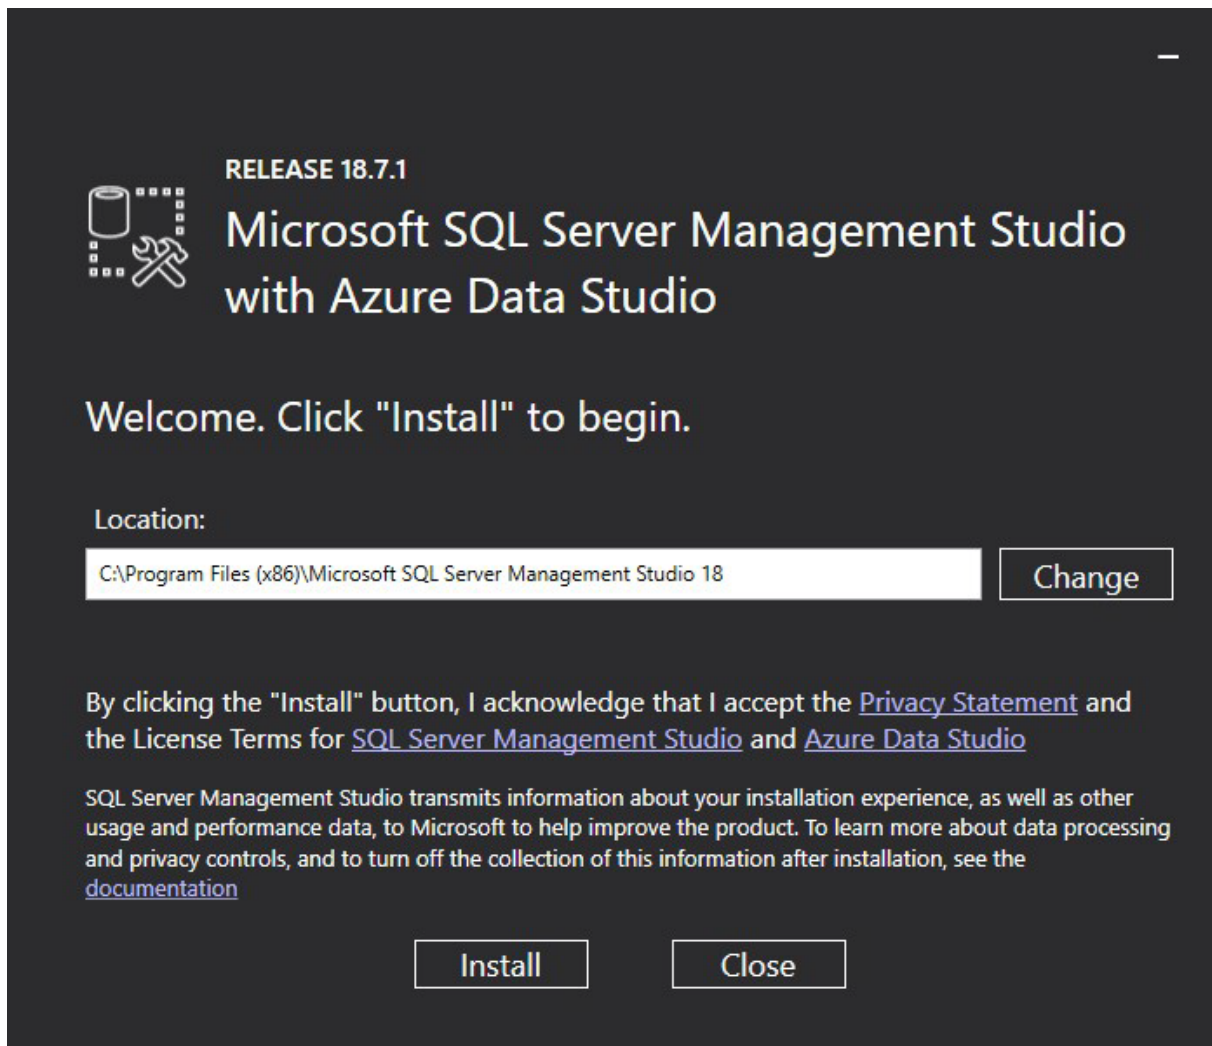 RELEASE 18.7.1
Microsoft SQL Server Management Studio
with Azure Data Studio
Welcome. Click "Install" to begin.
Location:
C:\Program Files (x86)\Microsoft SQL Server Management Studio 18
Change
By clicking the "Install" button, I acknowledge that I accept the Privacy Statement and
the License Terms for SQL Server Management Studio and Azure Data Studio
SQL Server Management Studio transmits information about your installation experience, as well as other
usage and performance data, to Microsoft to help improve the product. To learn more about data processing
and privacy controls, and to turn off the collection of this information after installation, see the
documentation
Install
Close